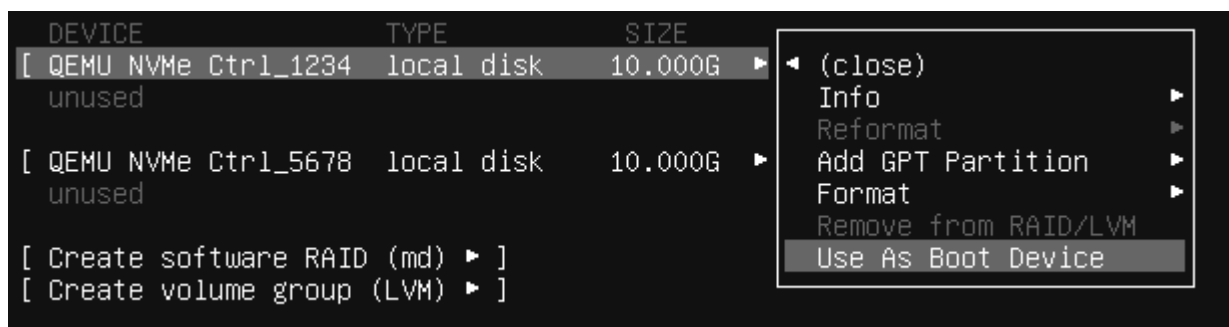 DEVICE TYPE SIZE
[ QEMU NVMe Ctrl_1234 local disk 10.000G ▸
unused
[ QEMU NVMe Ctrl_5678 local disk 10.000G ▸
unused
[ Create software RAID (md) ▸ ]
[ Create volume group (LVM) ▸ ]
◂ (close)
Info ▸
Reformat ▸
Add GPT Partition ▸
Format ▸
Remove from RAID/LVM
Use As Boot Device